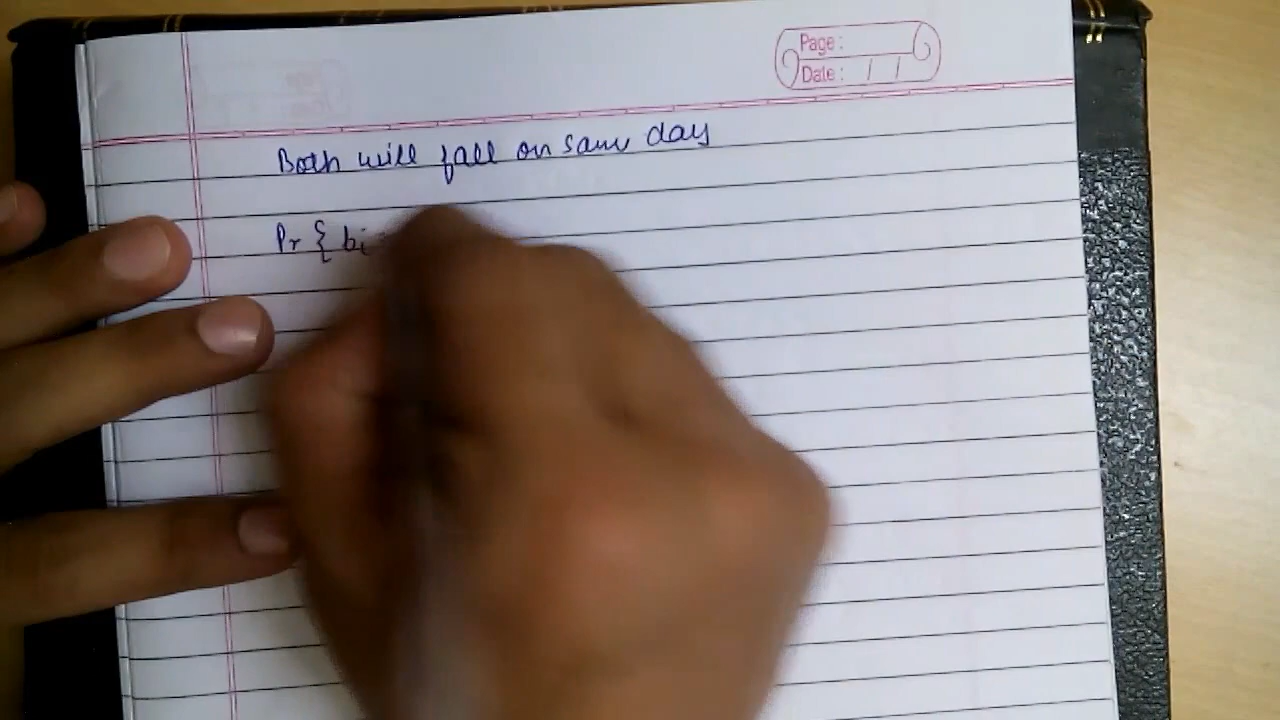 Page:
Date: / /
Both will fall on same day
Pr { bi =